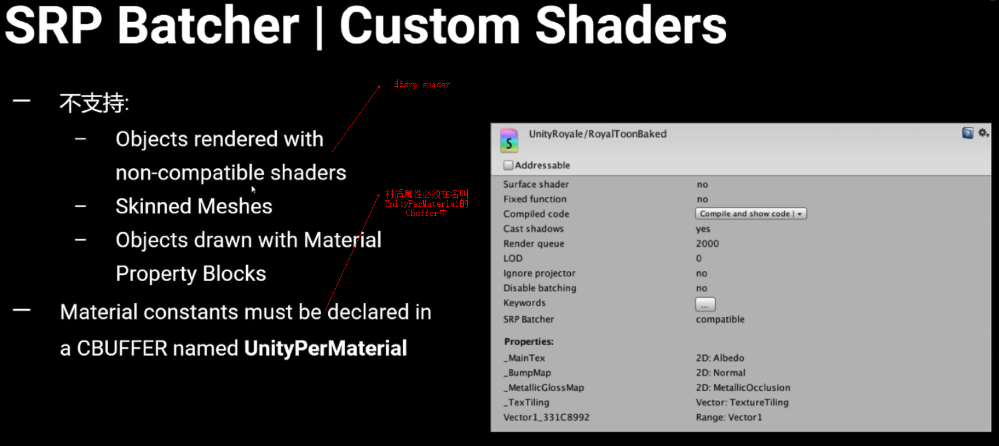 SRP Batcher | Custom Shaders
— 不支持:
– Objects rendered with
non-compatible shaders
– Skinned Meshes
– Objects drawn with Material
Property Blocks
— Material constants must be declared in
a CBUFFER named UnityPerMaterial
非srp shader
材质属性必须在名叫
UnityPerMaterial的
CBuffer中
S
UnityRoyale/RoyalToonBaked
Addressable
Surface shader no
Fixed function no
Compiled code Compile and show code |
Cast shadows yes
Render queue 2000
LOD 0
Ignore projector no
Disable batching no
Keywords ...
SRP Batcher compatible
Properties:
_MainTex 2D: Albedo
_BumpMap 2D: Normal
_MetallicGlossMap 2D: MetallicOcclusion
_TexTiling Vector: TextureTiling
Vector1_331C8992 Range: Vector1